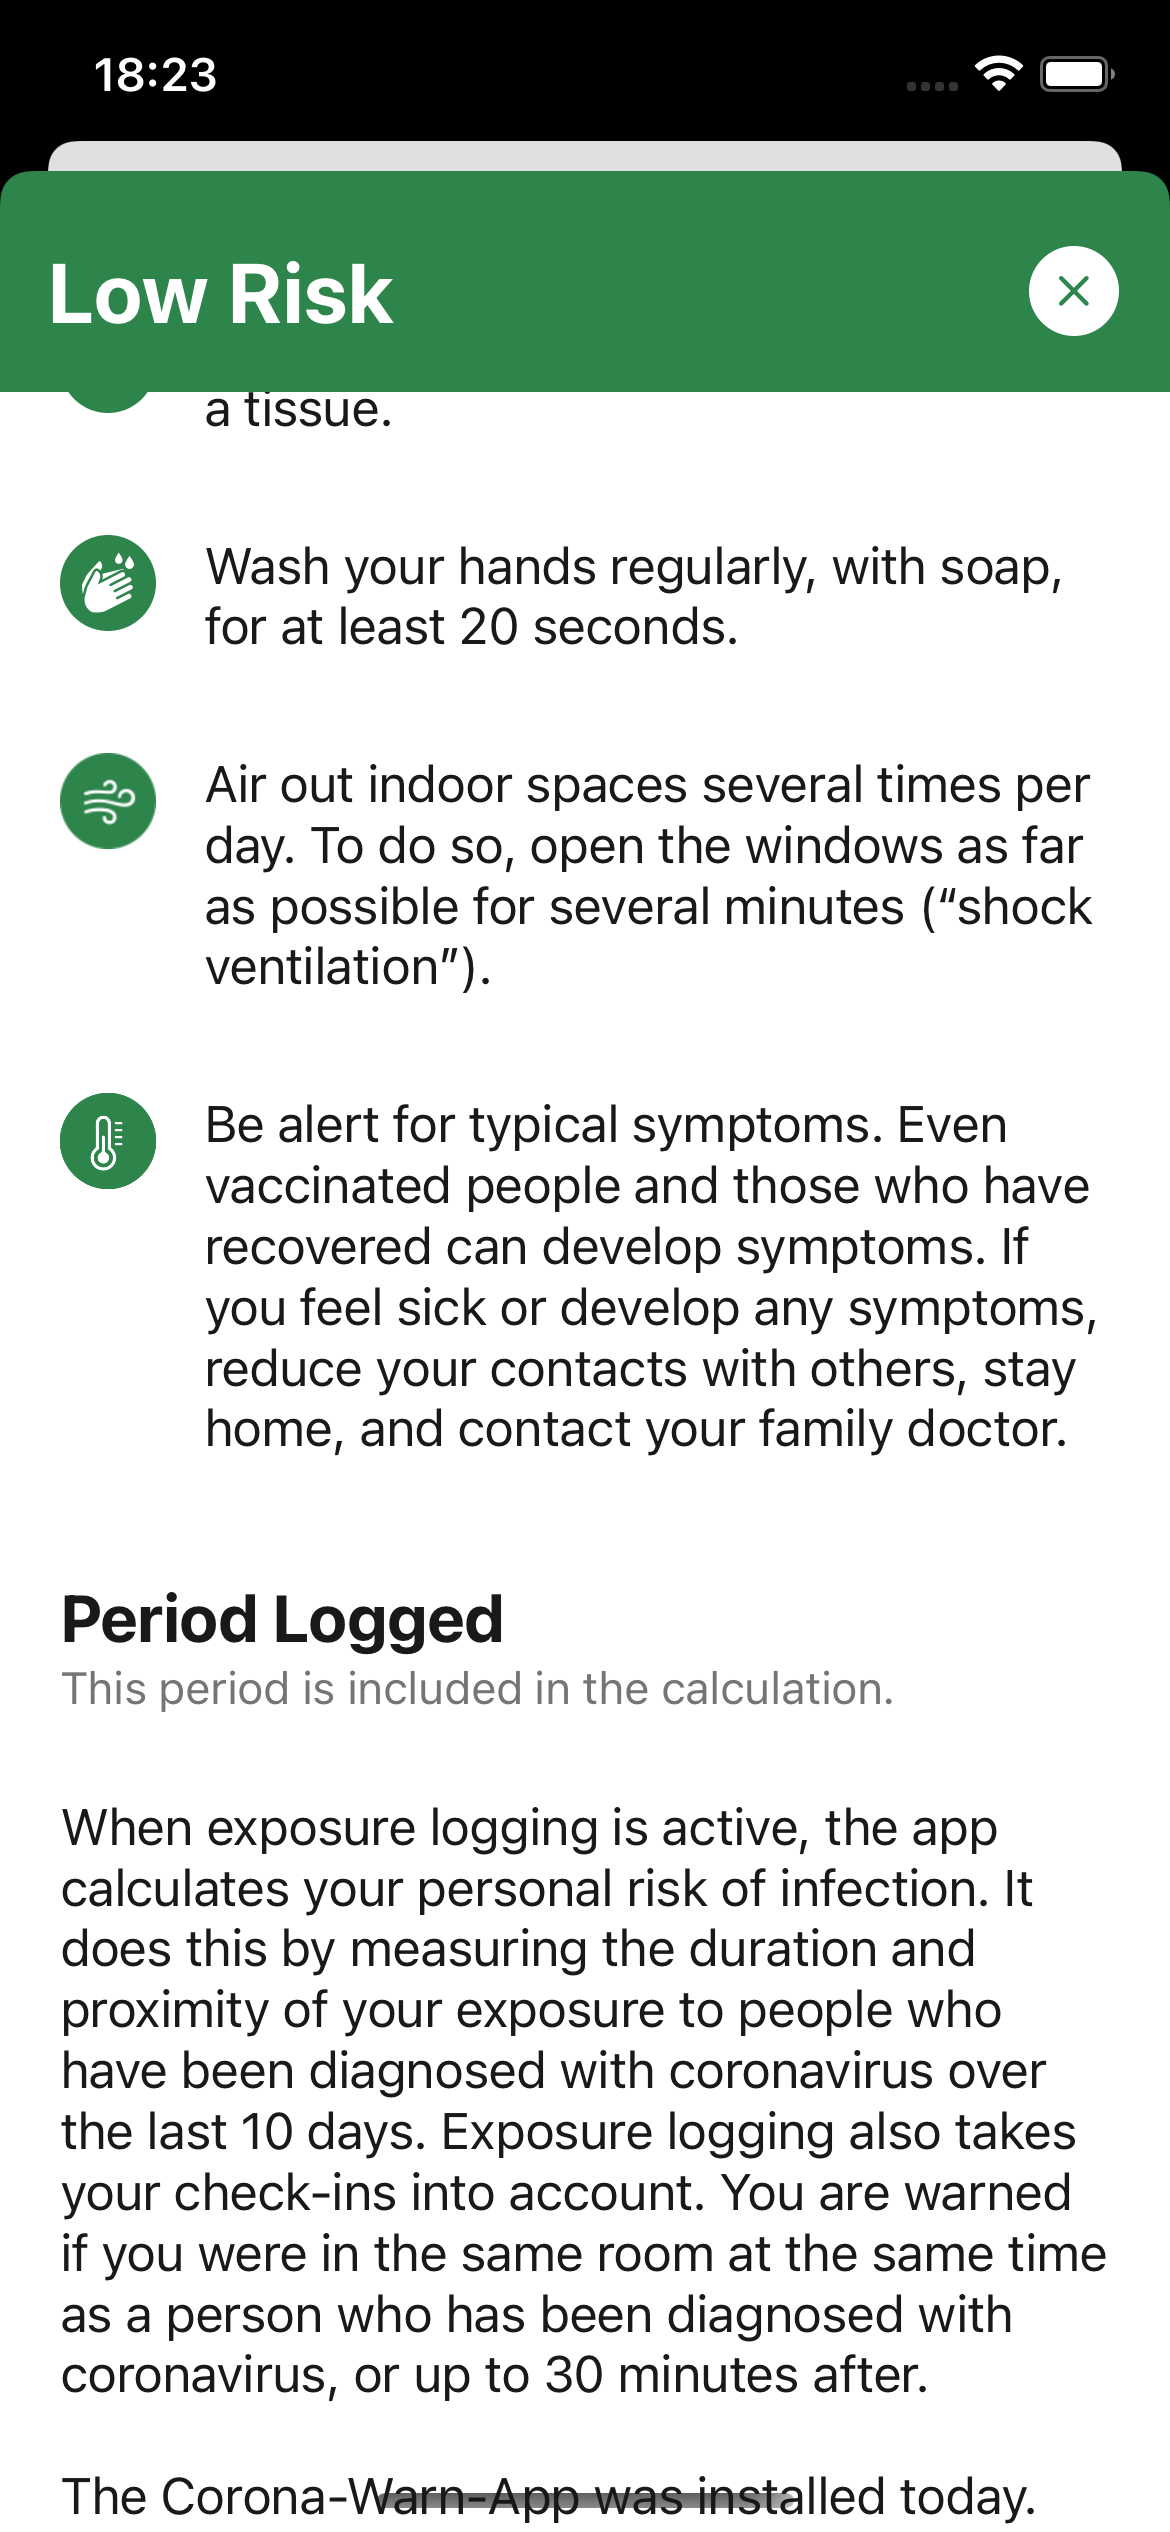 18:23
Low Risk
a tissue.
Wash your hands regularly, with soap,
for at least 20 seconds.
Air out indoor spaces several times per
day. To do so, open the windows as far
as possible for several minutes (“shock
ventilation”).
Be alert for typical symptoms. Even
vaccinated people and those who have
recovered can develop symptoms. If
you feel sick or develop any symptoms,
reduce your contacts with others, stay
home, and contact your family doctor.
Period Logged
This period is included in the calculation.
When exposure logging is active, the app
calculates your personal risk of infection. It
does this by measuring the duration and
proximity of your exposure to people who
have been diagnosed with coronavirus over
the last 10 days. Exposure logging also takes
your check-ins into account. You are warned
if you were in the same room at the same time
as a person who has been diagnosed with
coronavirus, or up to 30 minutes after.
The Corona-Warn-App was installed today.